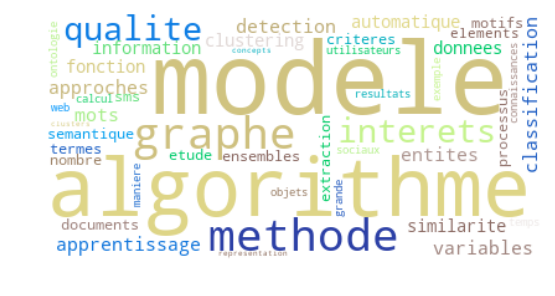 qualite
detection
automatique
motifs
elements
information
clustering
criteres
donnees
concepts
utilisateurs
ontologie
fonction
modele
approches
resultats
exemple
connaissances
classification
calcul
sms
web
mots
clusters
graphe
interets
semantique
termes
nombre
etude
ensembles
extraction
sociaux
entites
processus
maniere
algorithme
objets
grande
documents
methode
similarite
temps
apprentissage
representation
variables